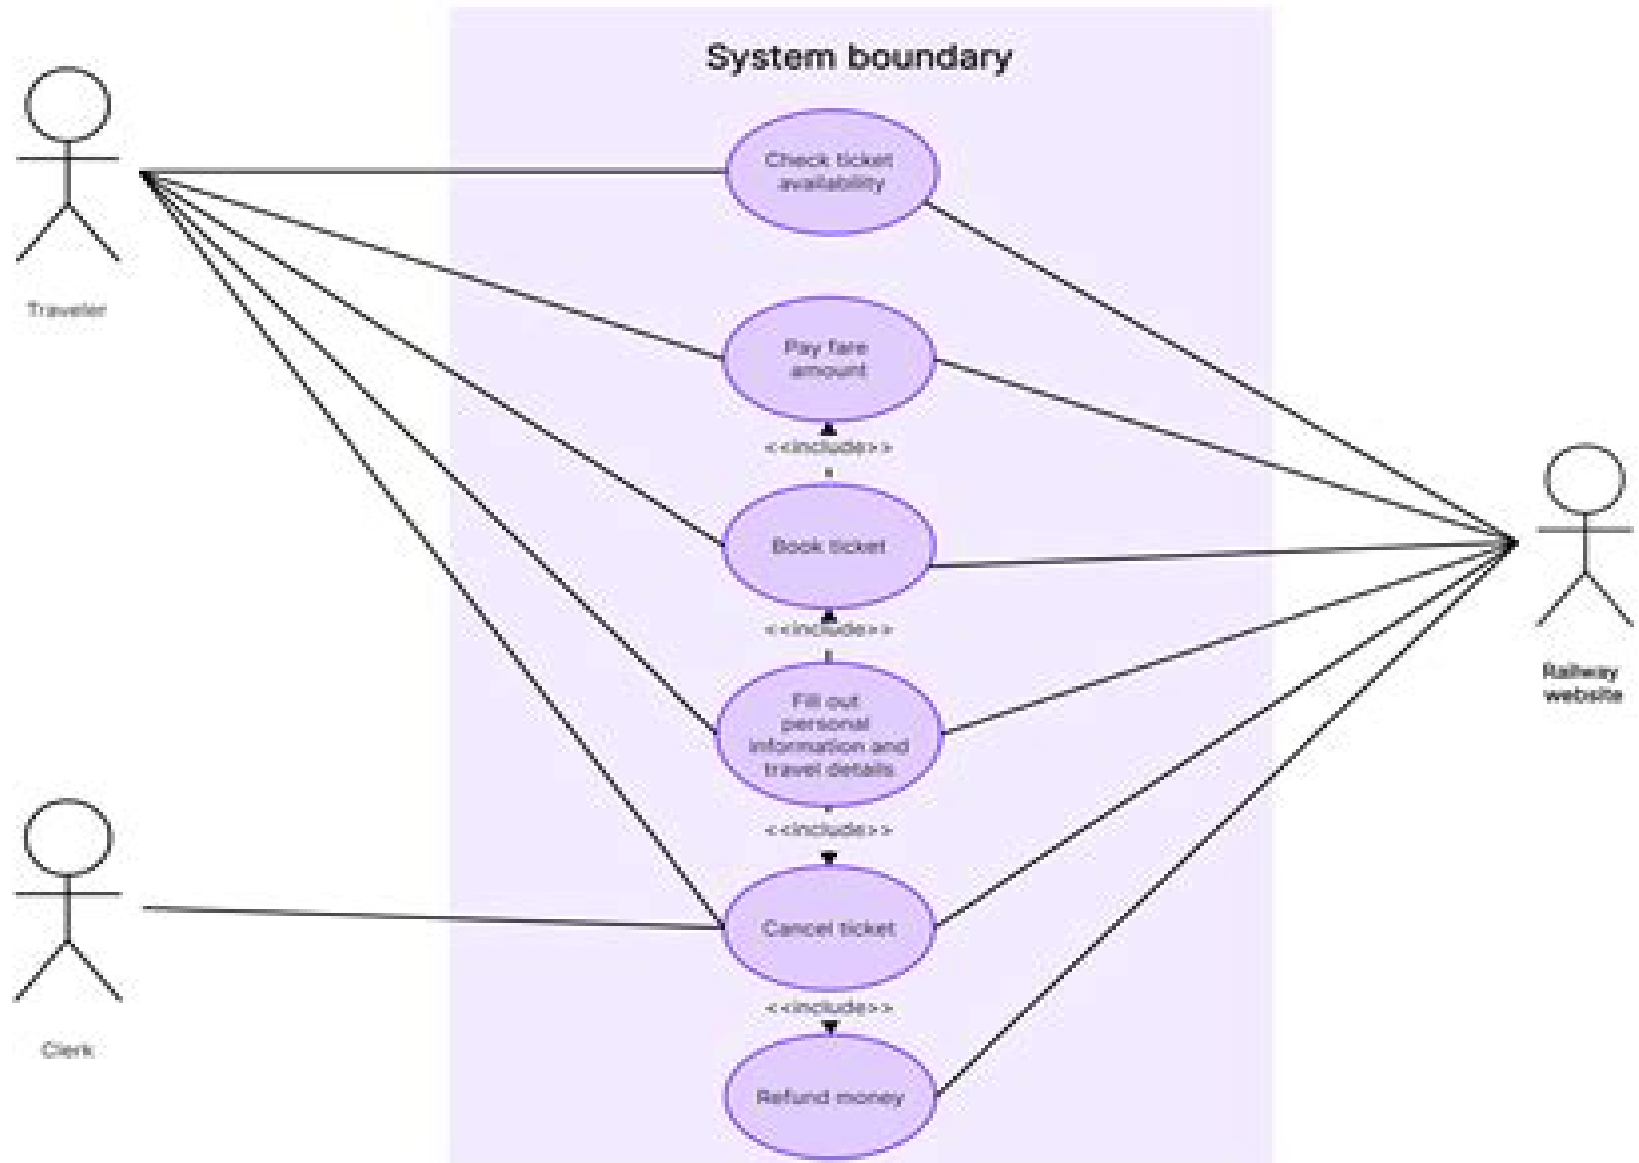 System boundary
Check ticket
availability
Traveler
Pay fare
amount
<<include>>
Book ticket
<<include>>
Railway
website
Fill out
personal
information and
travel details
<<include>>
Cancel ticket
<<include>>
Clerk
Refund money